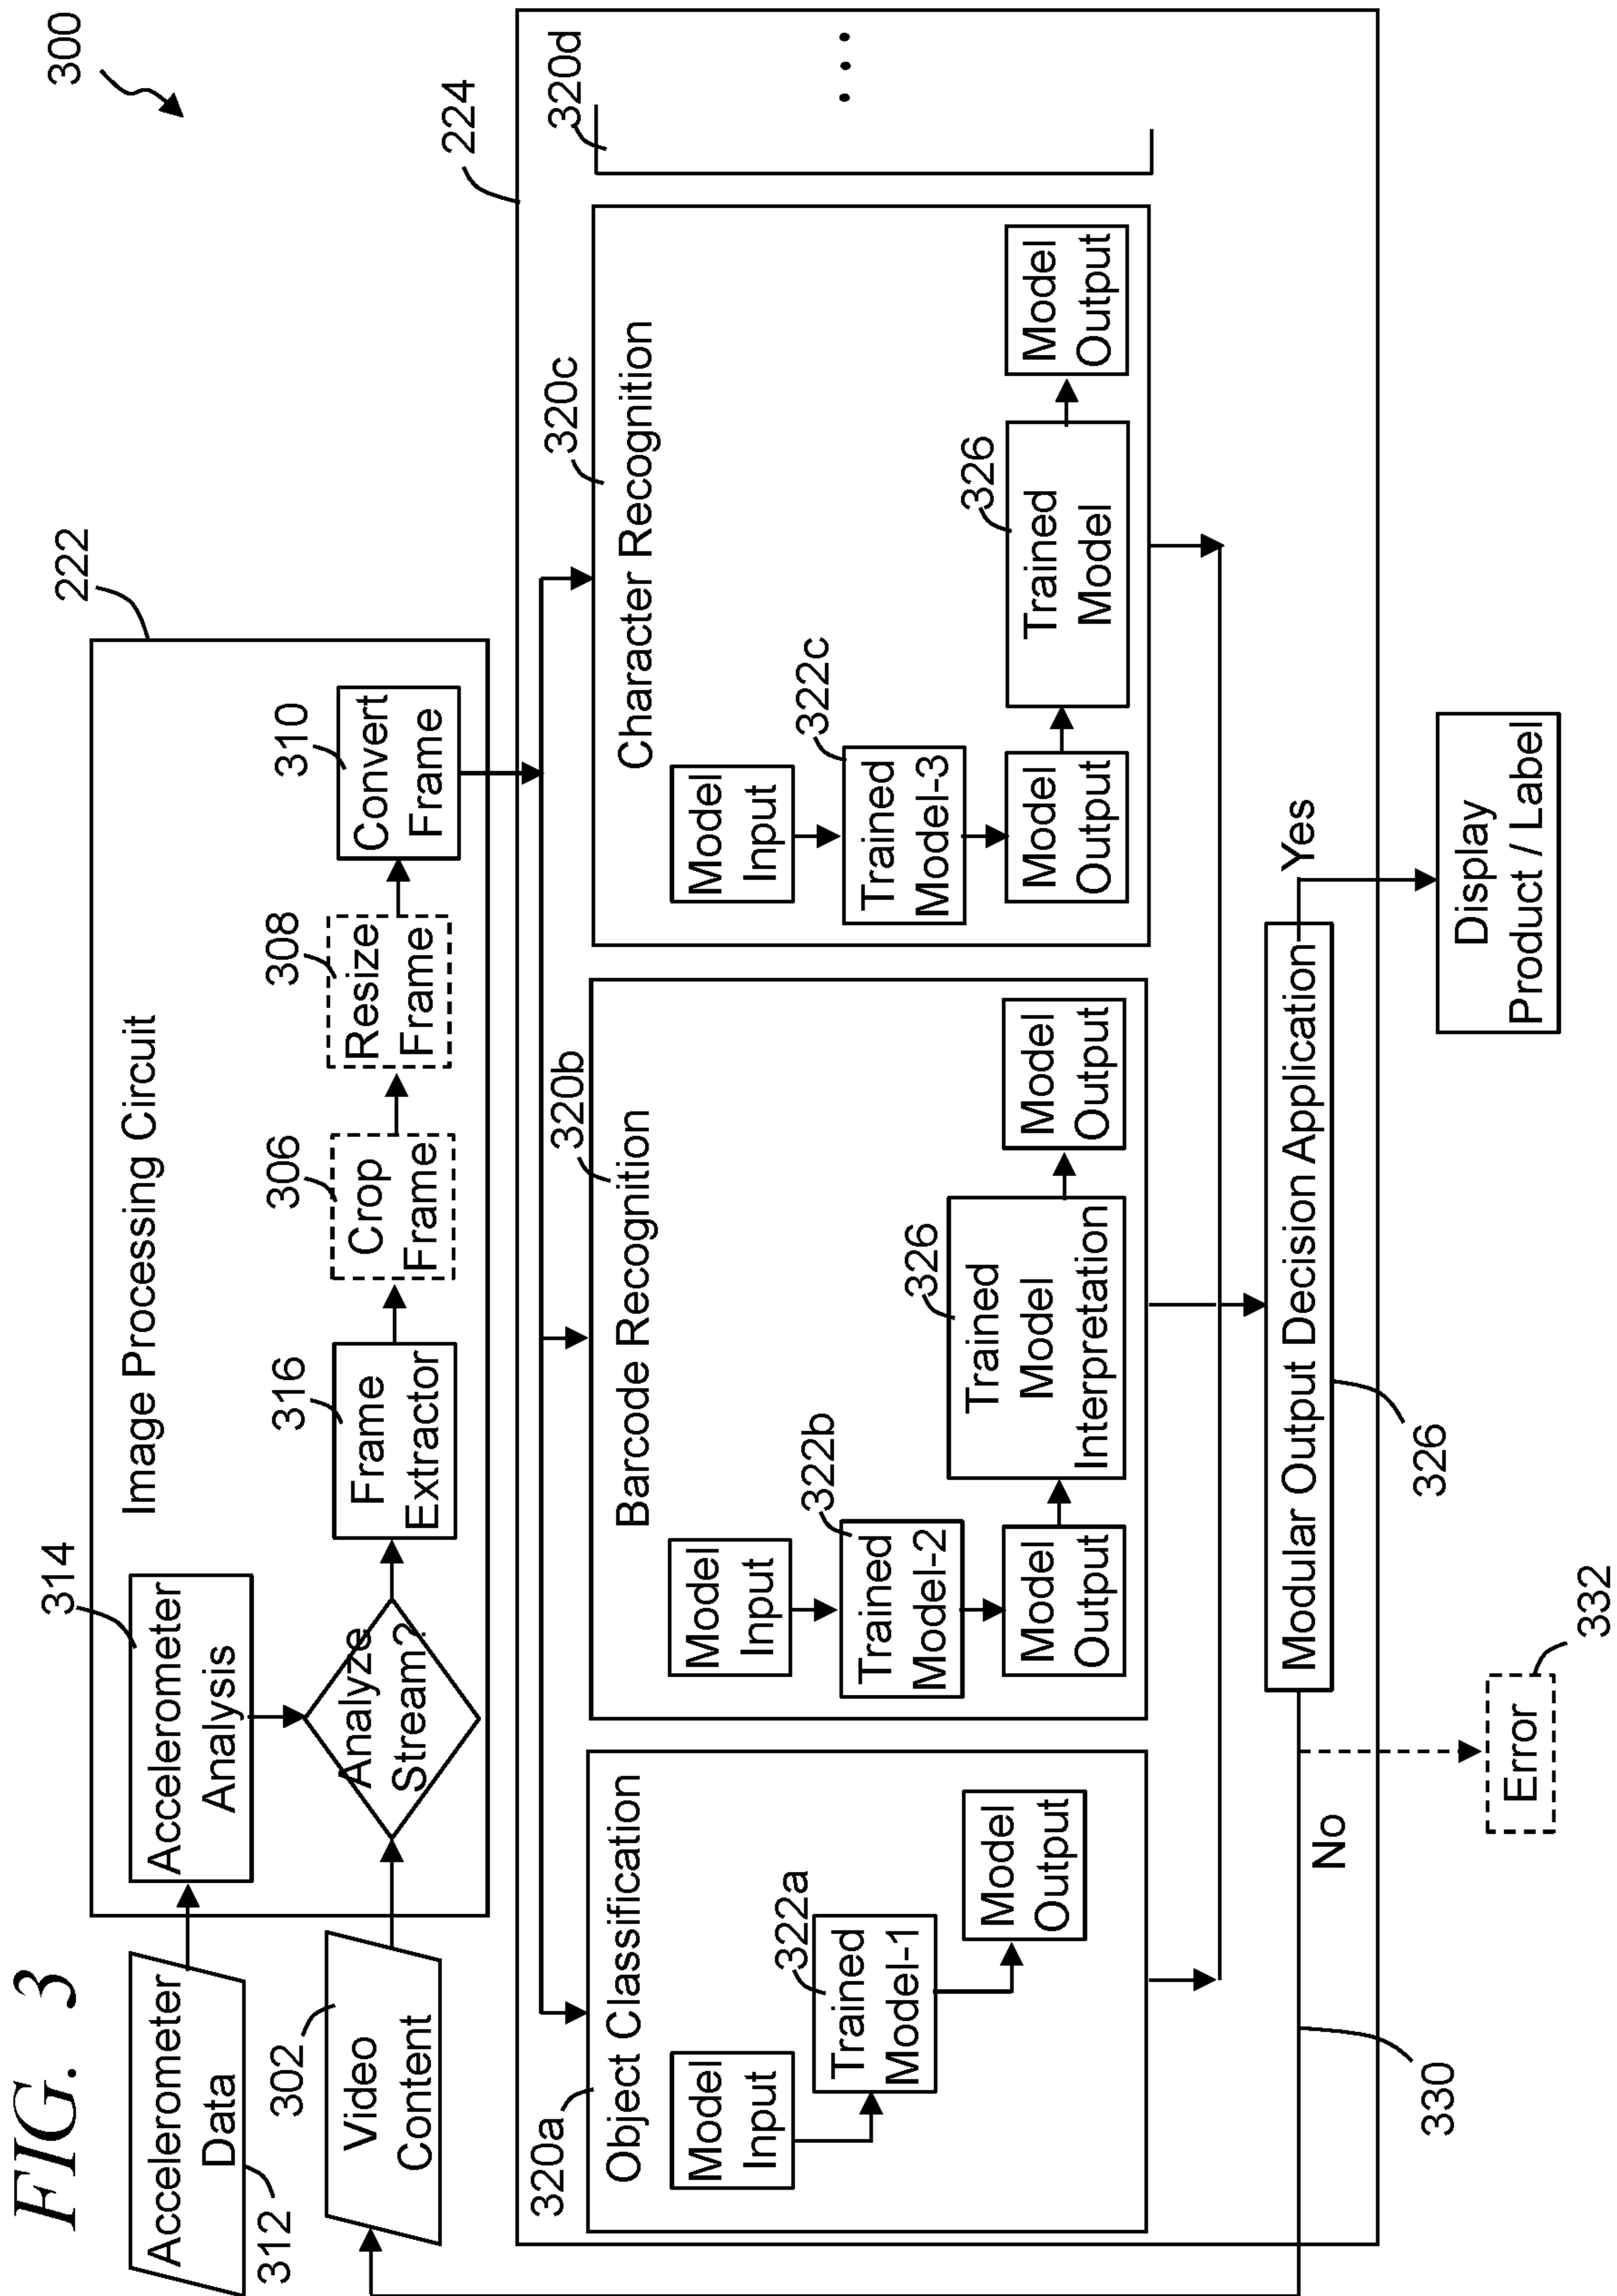 FIG. 3
300
222
Image Processing Circuit
Accelerometer
Data
312
314
Accelerometer
Analysis
302
Video
Content
Analyze
Stream?
316
Frame
Extractor
306
Crop
Frame
308
Resize
Frame
310
Convert
Frame
224
320a
Object Classification
Model
Input
322a
Trained
Model-1
Model
Output
320b
Barcode Recognition
Model
Input
322b
Trained
Model-2
Model
Output
326
Trained
Model
Interpretation
Model
Output
320c
Character Recognition
Model
Input
322c
Trained
Model-3
Model
Output
326
Trained
Model
Model
Output
320d
...
Modular Output Decision Application
326
No
Yes
330
Error
332
Display
Product / Label